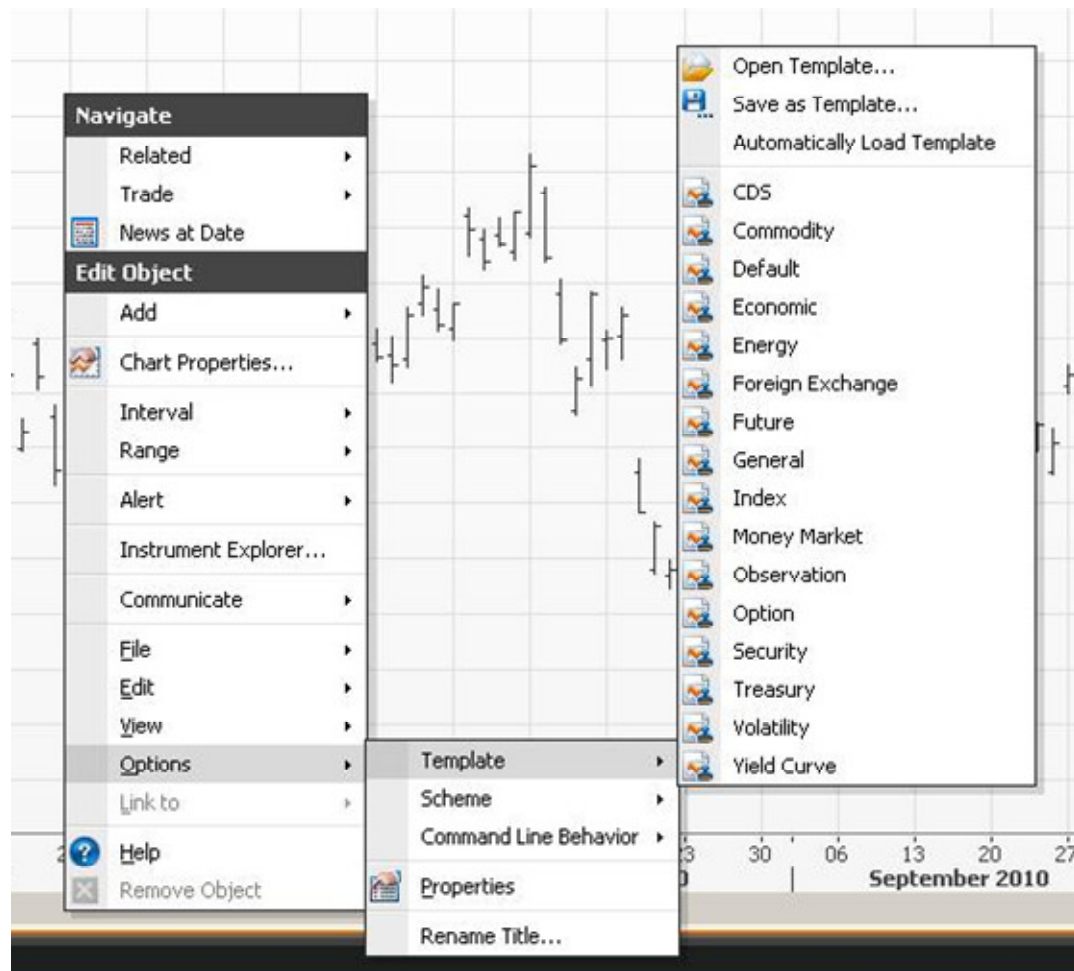 Navigate
Related
Trade
News at Date
Edit Object
Add
Chart Properties...
Interval
Range
Alert
Instrument Explorer...
Communicate
File
Edit
View
Options
Link to
Help
Remove Object
Template
Scheme
Command Line Behavior
Properties
Rename Title...
Open Template...
Save as Template...
Automatically Load Template
CDS
Commodity
Default
Economic
Energy
Foreign Exchange
Future
General
Index
Money Market
Observation
Option
Security
Treasury
Volatility
Yield Curve
30 06 13 20 27
September 2010